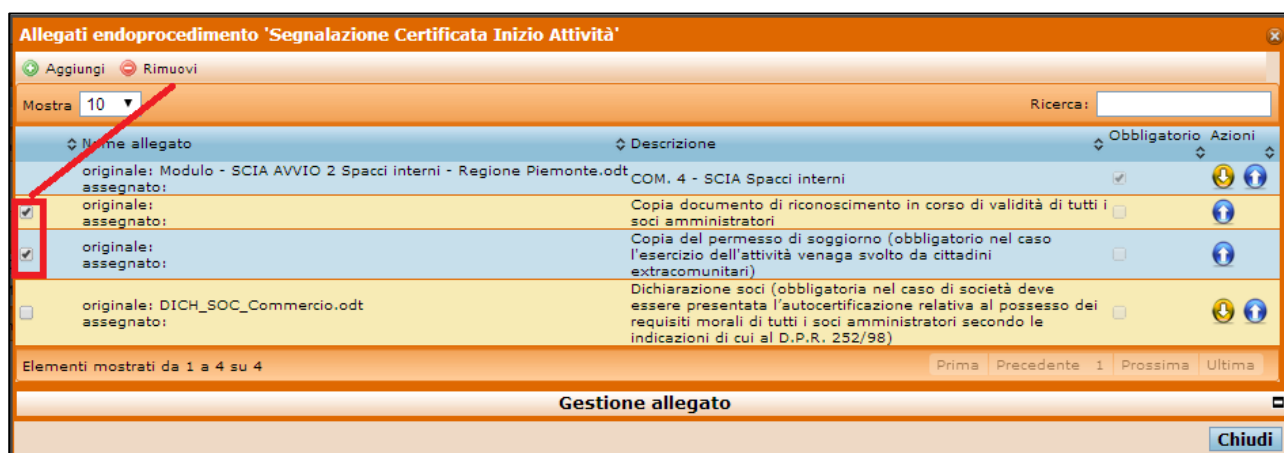 Allegati endoprocedimento 'Segnalazione Certificata Inizio Attività'
Aggiungi Rimuovi
Mostra 10 Ricerca:
Nome allegato Descrizione Obbligatorio Azioni
originale: Modulo - SCIA AVVIO 2 Spacci interni - Regione Piemonte.odt
assegnato:
COM. 4 - SCIA Spacci interni
originale:
assegnato:
Copia documento di riconoscimento in corso di validità di tutti i
soci amministratori
originale:
assegnato:
Copia del permesso di soggiorno (obbligatorio nel caso
l'esercizio dell'attività venaga svolto da cittadini
extracomunitari)
originale: DICH_SOC_Commercio.odt
assegnato:
Dichiarazione soci (obbligatoria nel caso di società deve
essere presentata l'autocertificazione relativa al possesso dei
requisiti morali di tutti i soci amministratori secondo le
indicazioni di cui al D.P.R. 252/98)
Elementi mostrati da 1 a 4 su 4 Prima Precedente 1 Prossima Ultima
Gestione allegato
Chiudi